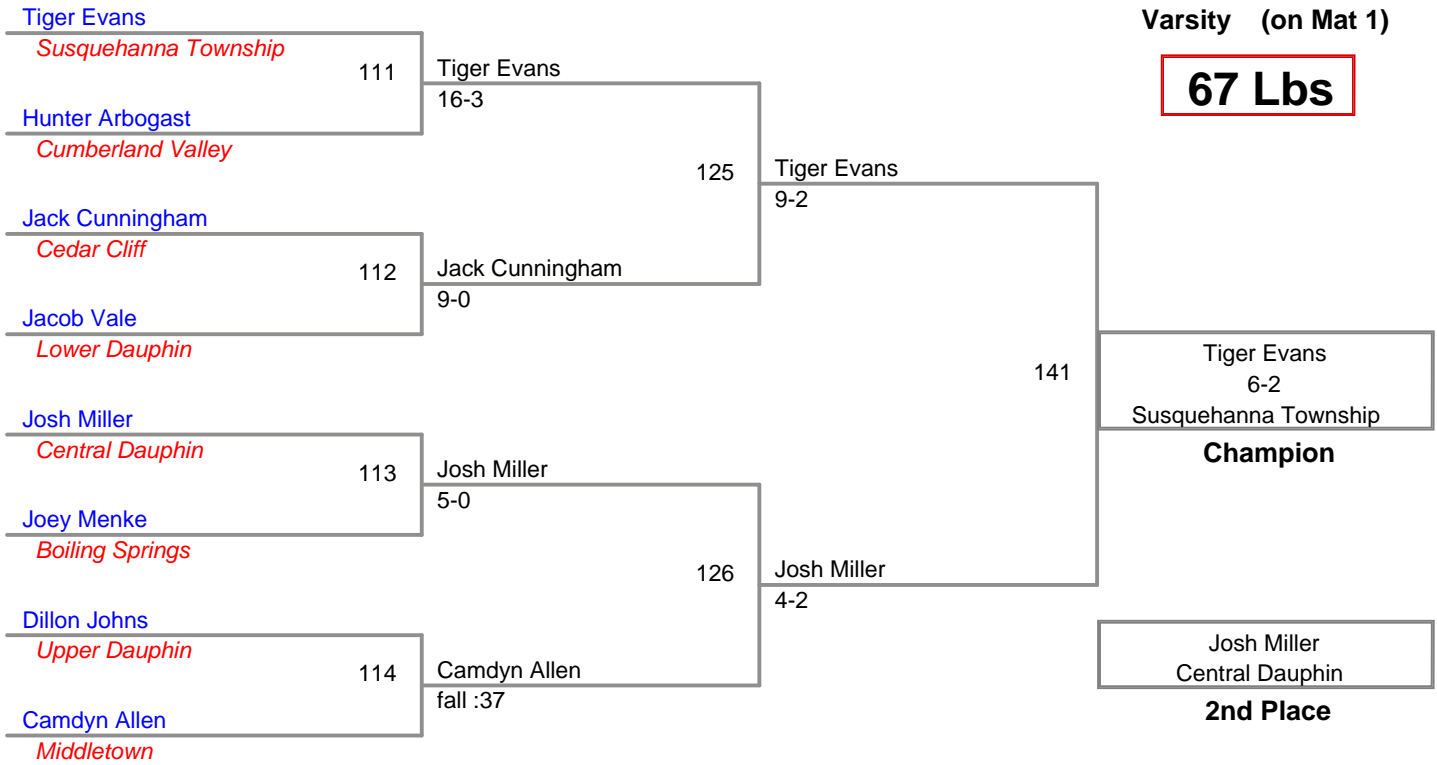 Varsity (on Mat 1)
67 Lbs
Tiger Evans
Susquehanna Township
111
Hunter Arbogast
Cumberland Valley
Tiger Evans
16-3
Jack Cunningham
Cedar Cliff
112
Jacob Vale
Lower Dauphin
Jack Cunningham
9-0
125
Tiger Evans
9-2
Josh Miller
Central Dauphin
113
Joey Menke
Boiling Springs
Josh Miller
5-0
Dillon Johns
Upper Dauphin
114
Camdyn Allen
Middletown
Camdyn Allen
fall :37
126
Josh Miller
4-2
141
Tiger Evans
6-2
Susquehanna Township
Champion
Josh Miller
Central Dauphin
2nd Place